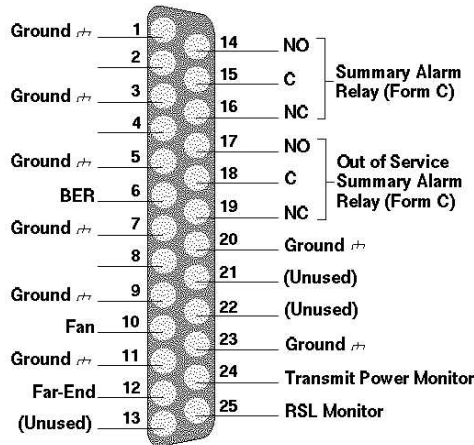 Ground 1
2
Ground 3
4
Ground 5
BER 6
Ground 7
8
Ground 9
Fan 10
Ground 11
Far-End 12
(Unused) 13
14 NO
15 C
16 NC
Summary Alarm
Relay (Form C)
17 NO
18 C
19 NC
Out of Service
Summary Alarm
Relay (Form C)
20 Ground
21 (Unused)
22 (Unused)
23 Ground
24 Transmit Power Monitor
25 RSL Monitor